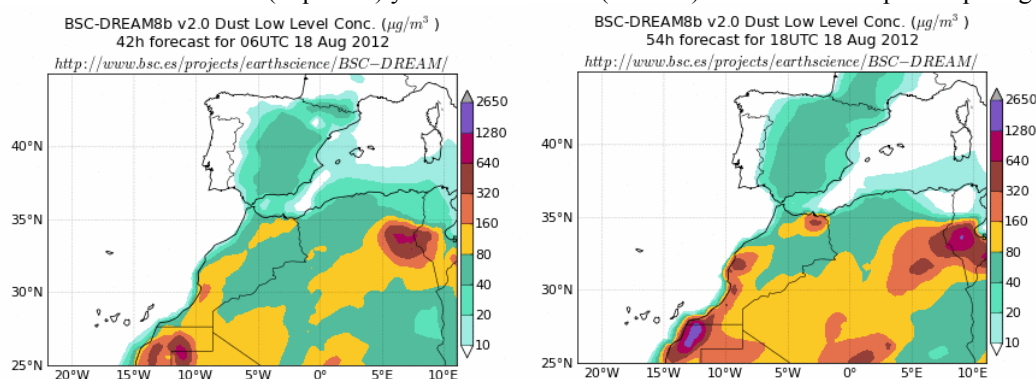 BSC-DREAM8b v2.0 Dust Low Level Conc. (μg/m³ )
42h forecast for 06UTC 18 Aug 2012
http://www.bsc.es/projects/earthscience/BSC-DREAM/
40°N
35°N
30°N
25°N
20°W 15°W 10°W 5°W 0°E 5°E 10°E
2650
1280
640
320
160
80
40
20
10
BSC-DREAM8b v2.0 Dust Low Level Conc. (μg/m³ )
54h forecast for 18UTC 18 Aug 2012
http://www.bsc.es/projects/earthscience/BSC-DREAM/
40°N
35°N
30°N
25°N
20°W 15°W 10°W 5°W 0°E 5°E 10°E
2650
1280
640
320
160
80
40
20
10